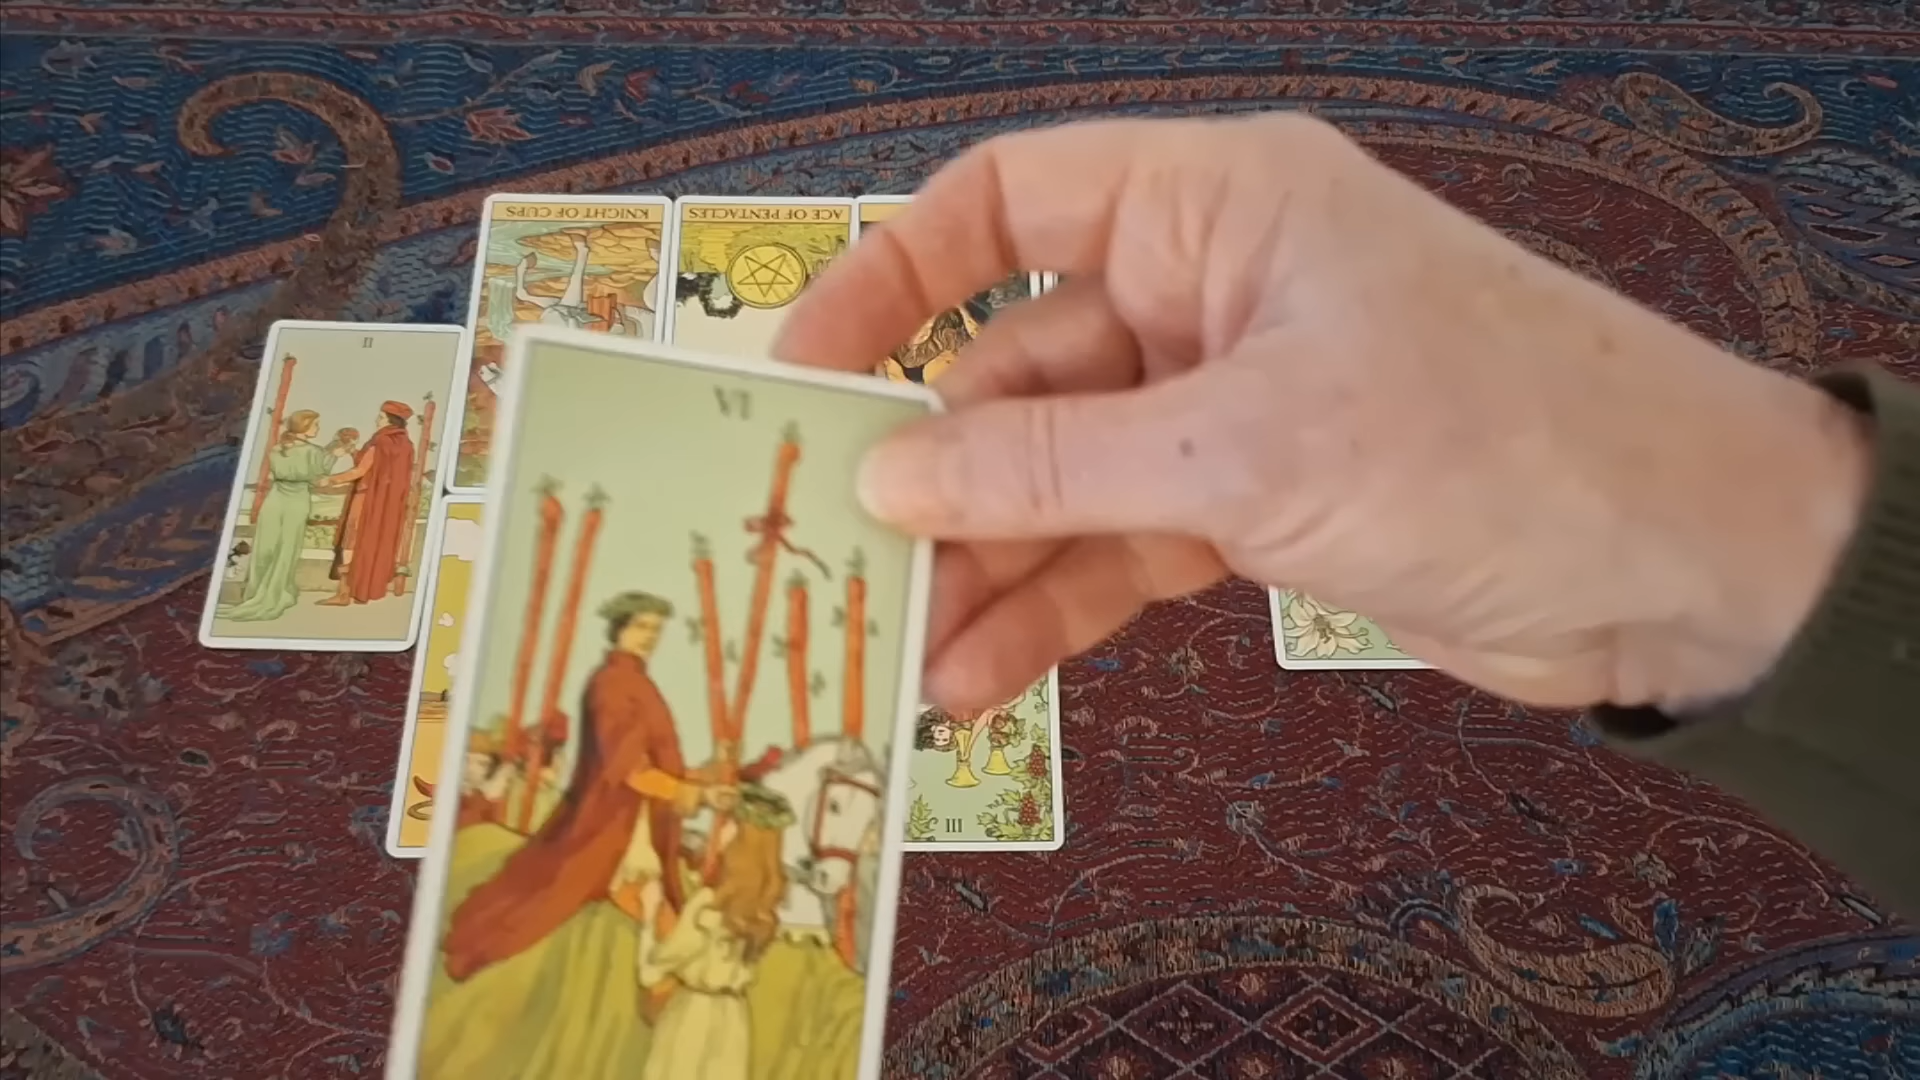 KNIGHT OF CUPS
ACE OF PENTACLES
II
VI
III